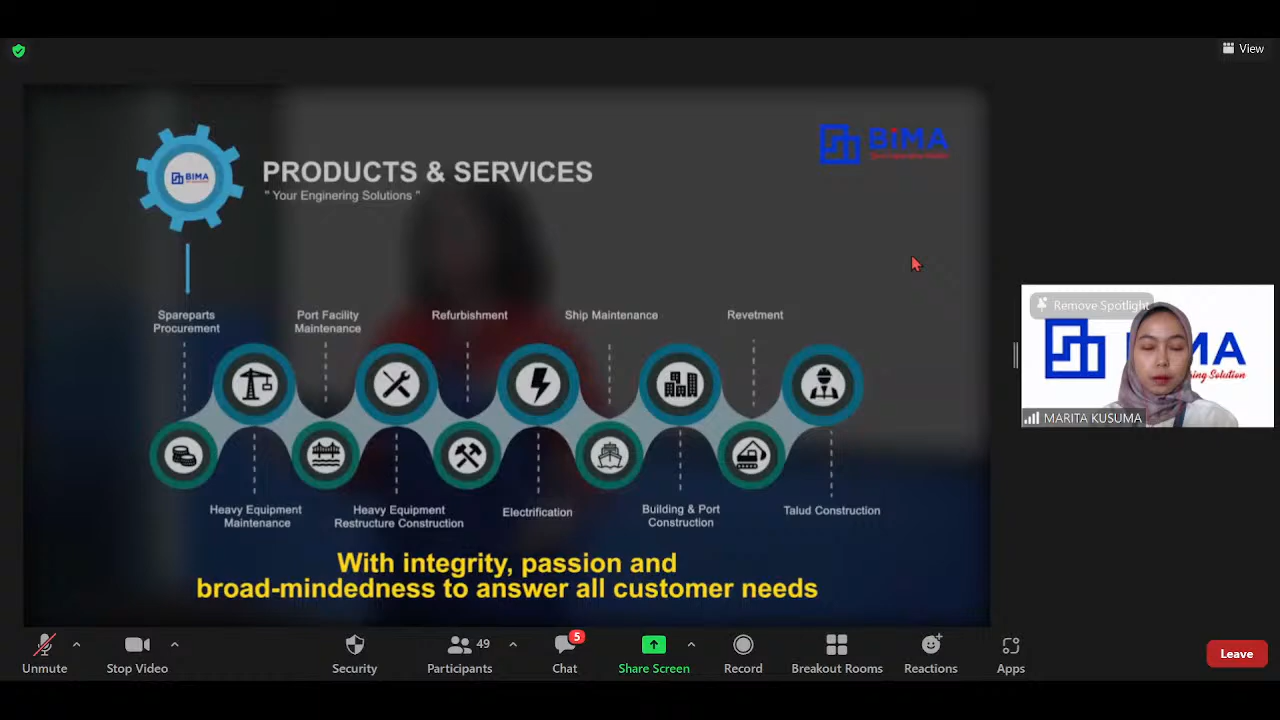 View
BiMA
BIMA
PRODUCTS & SERVICES
" Your Enginering Solutions "
Spareparts
Procurement
Port Facility
Maintenance
Refurbishment
Ship Maintenance
Revetment
Heavy Equipment
Maintenance
Heavy Equipment
Restructure Construction
Electrification
Building & Port
Construction
Talud Construction
With integrity, passion and
broad-mindedness to answer all customer needs
Remove Spotlight
MA
ring Solution
MARITA KUSUMA
Unmute
Stop Video
Security
49
Participants
5
Chat
Share Screen
Record
Breakout Rooms
Reactions
Apps
Leave